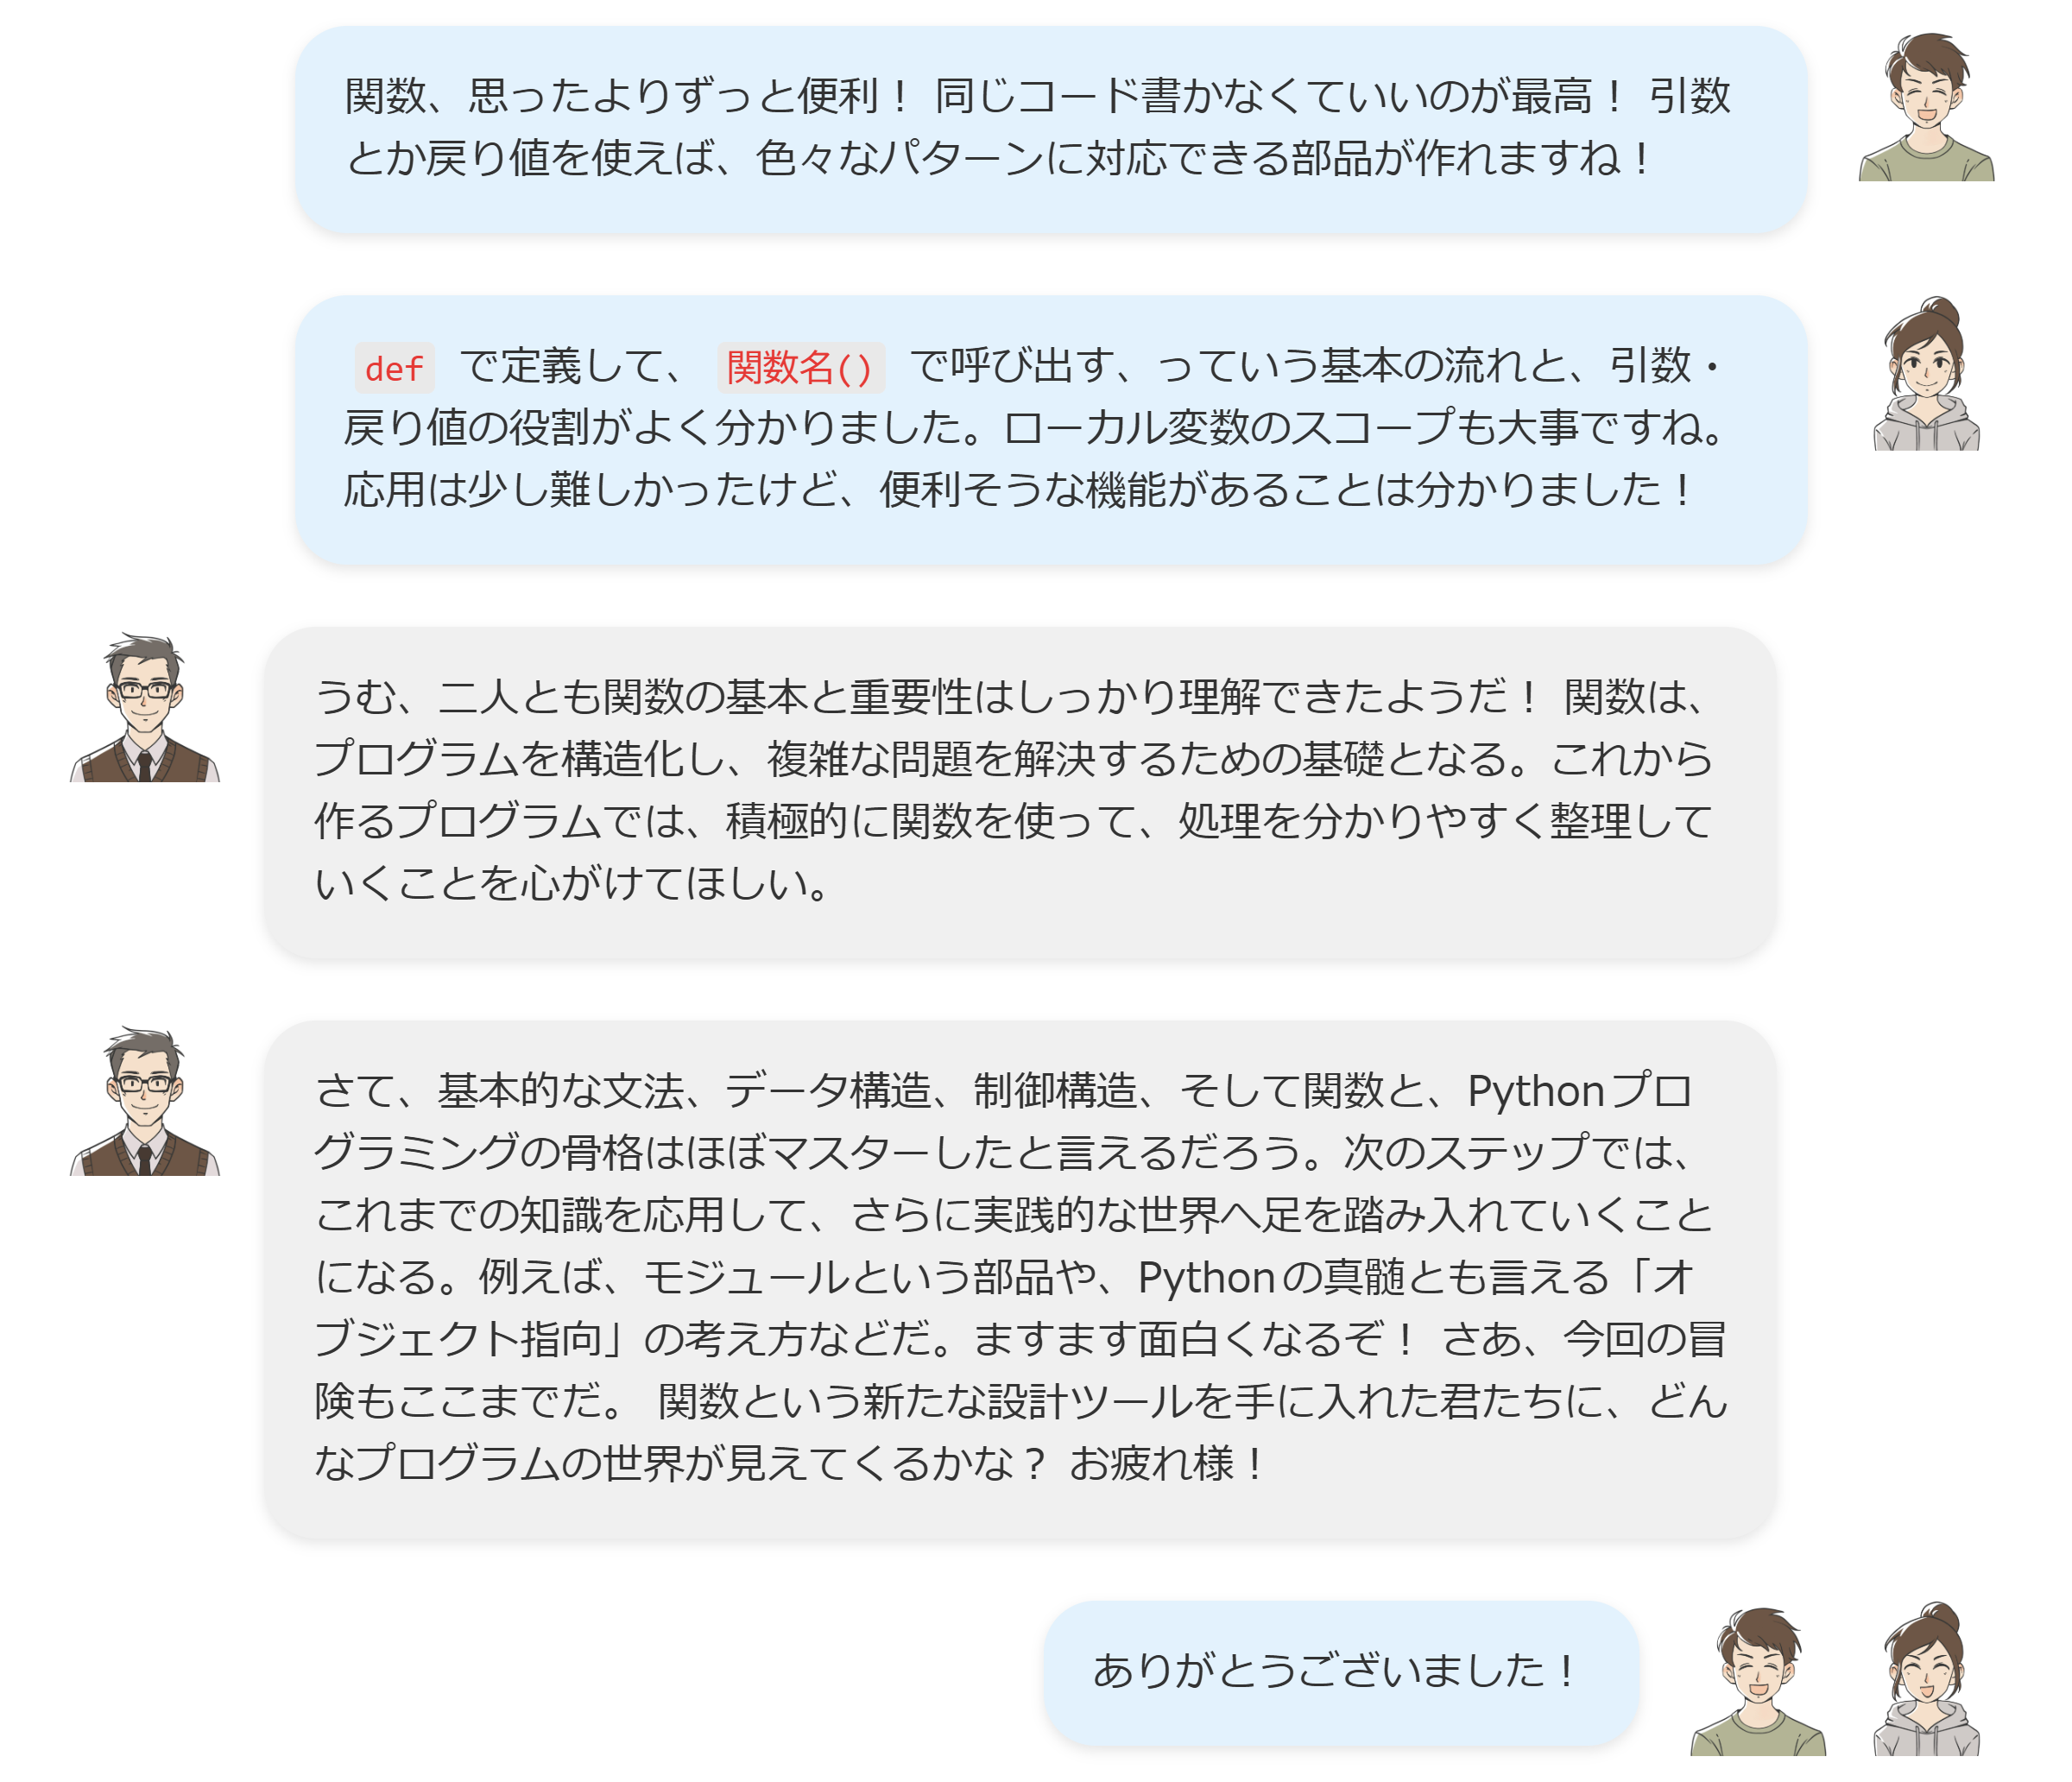 関数、思ったよりずっと便利！ 同じコード書かなくていいのが最高！ 引数
とか戻り値を使えば、色々なパターンに対応できる部品が作れますね！
def で定義して、 関数名() で呼び出す、っていう基本の流れと、引数・
戻り値の役割がよく分かりました。ローカル変数のスコープも大事ですね。
応用は少し難しかったけど、便利そうな機能があることは分かりました！
うむ、二人とも関数の基本と重要性はしっかり理解できたようだ！ 関数は、
プログラムを構造化し、複雑な問題を解決するための基礎となる。これから
作るプログラムでは、積極的に関数を使って、処理を分かりやすく整理して
いくことを心がけてほしい。
さて、基本的な文法、データ構造、制御構造、そして関数と、Pythonプロ
グラミングの骨格はほぼマスターしたと言えるだろう。次のステップでは、
これまでの知識を応用して、さらに実践的な世界へ足を踏み入れていくこと
になる。例えば、モジュールという部品や、Pythonの真髄とも言える「オ
ブジェクト指向」の考え方などだ。ますます面白くなるぞ！ さあ、今回の冒
険もここまでだ。 関数という新たな設計ツールを手に入れた君たちに、どん
なプログラムの世界が見えてくるかな？ お疲れ様！
ありがとうございました！